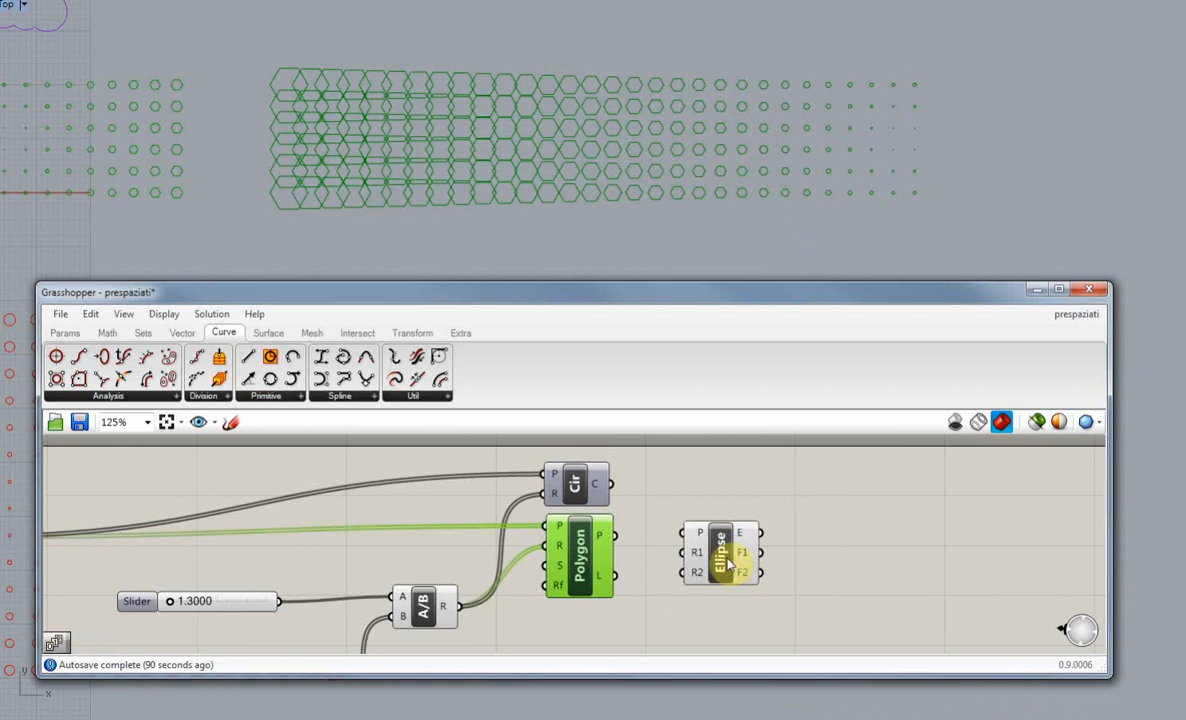 Top
Grasshopper - prespaziati*
File Edit View Display Solution Help prespaziati
Params Math Sets Vector Curve Surface Mesh Intersect Transform Extra
Analysis Division Primitive Spline Util
125%
P R Cir C
P R S Rf Polygon P L
P R1 R2 Ellipse E F1 F2
Slider 1.3000
A B A/B R
Autosave complete (90 seconds ago) 0.9.0006
y x